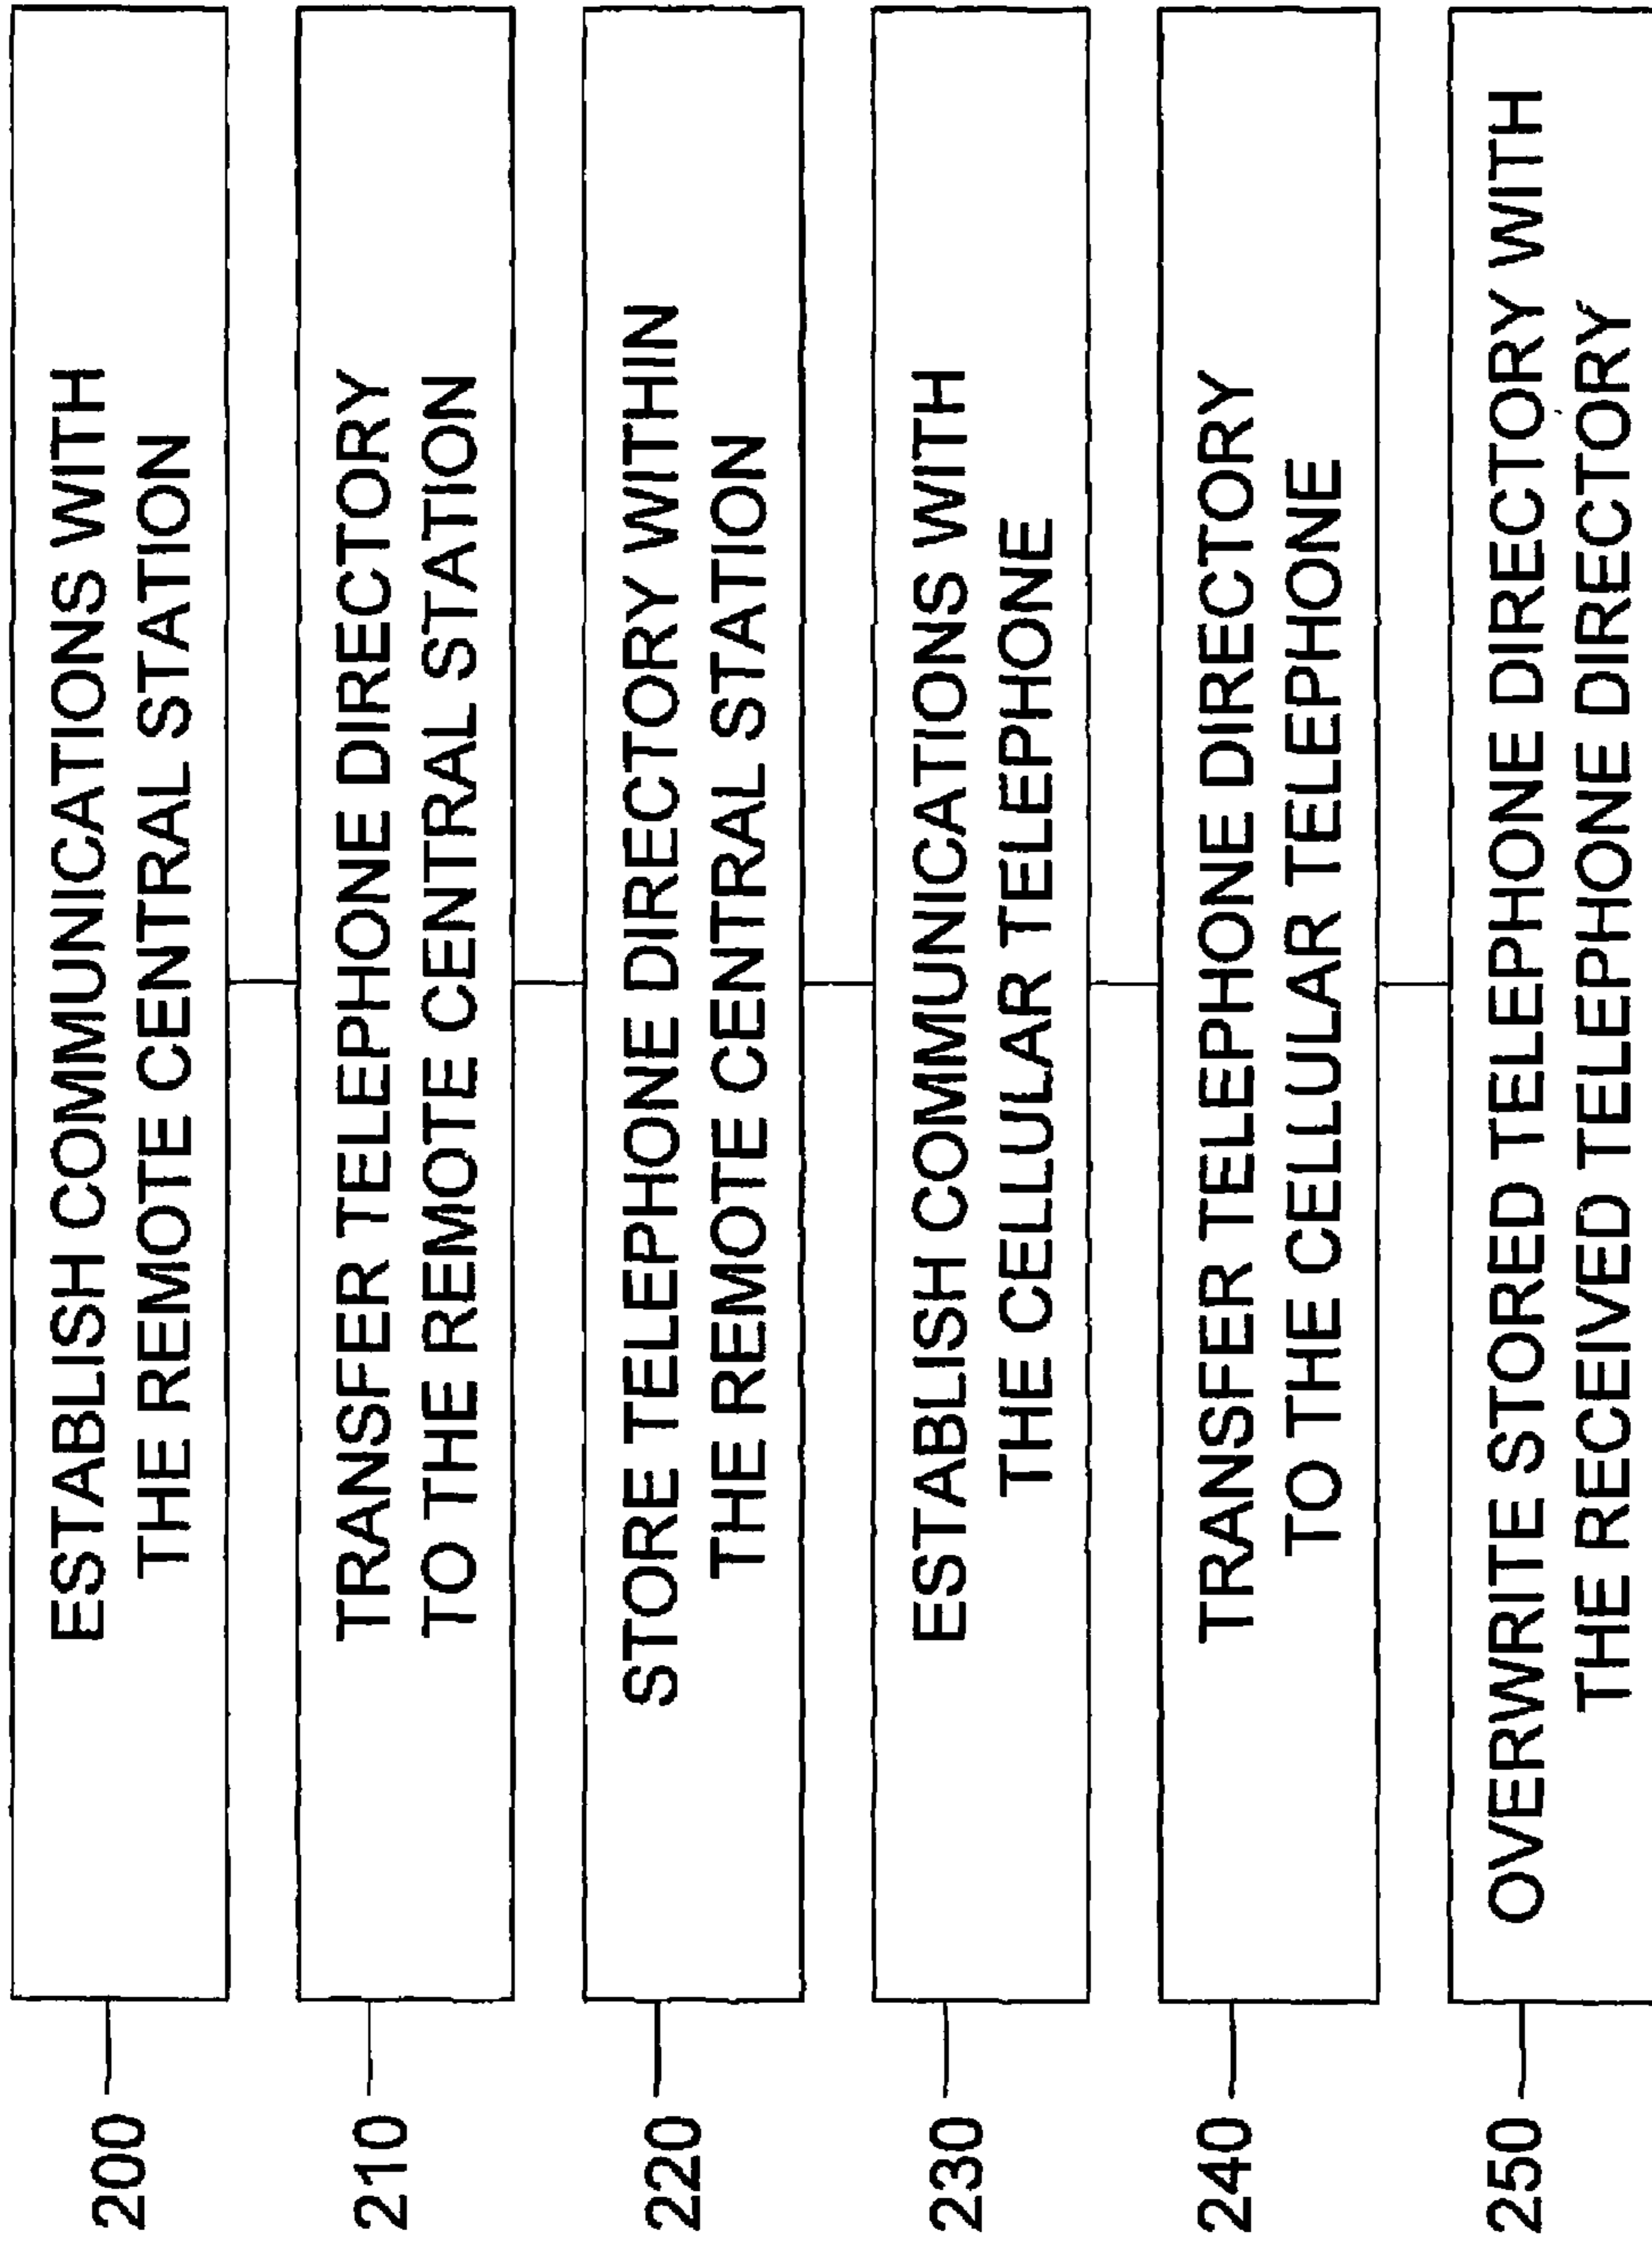 200
ESTABLISH COMMUNICATIONS WITH
THE REMOTE CENTRAL STATION
210
TRANSFER TELEPHONE DIRECTORY
TO THE REMOTE CENTRAL STATION
220
STORE TELEPHONE DIRECTORY WITHIN
THE REMOTE CENTRAL STATION
230
ESTABLISH COMMUNICATIONS WITH
THE CELLULAR TELEPHONE
240
TRANSFER TELEPHONE DIRECTORY
TO THE CELLULAR TELEPHONE
250
OVERWRITE STORED TELEPHONE DIRECTORY WITH
THE RECEIVED TELEPHONE DIRECTORY